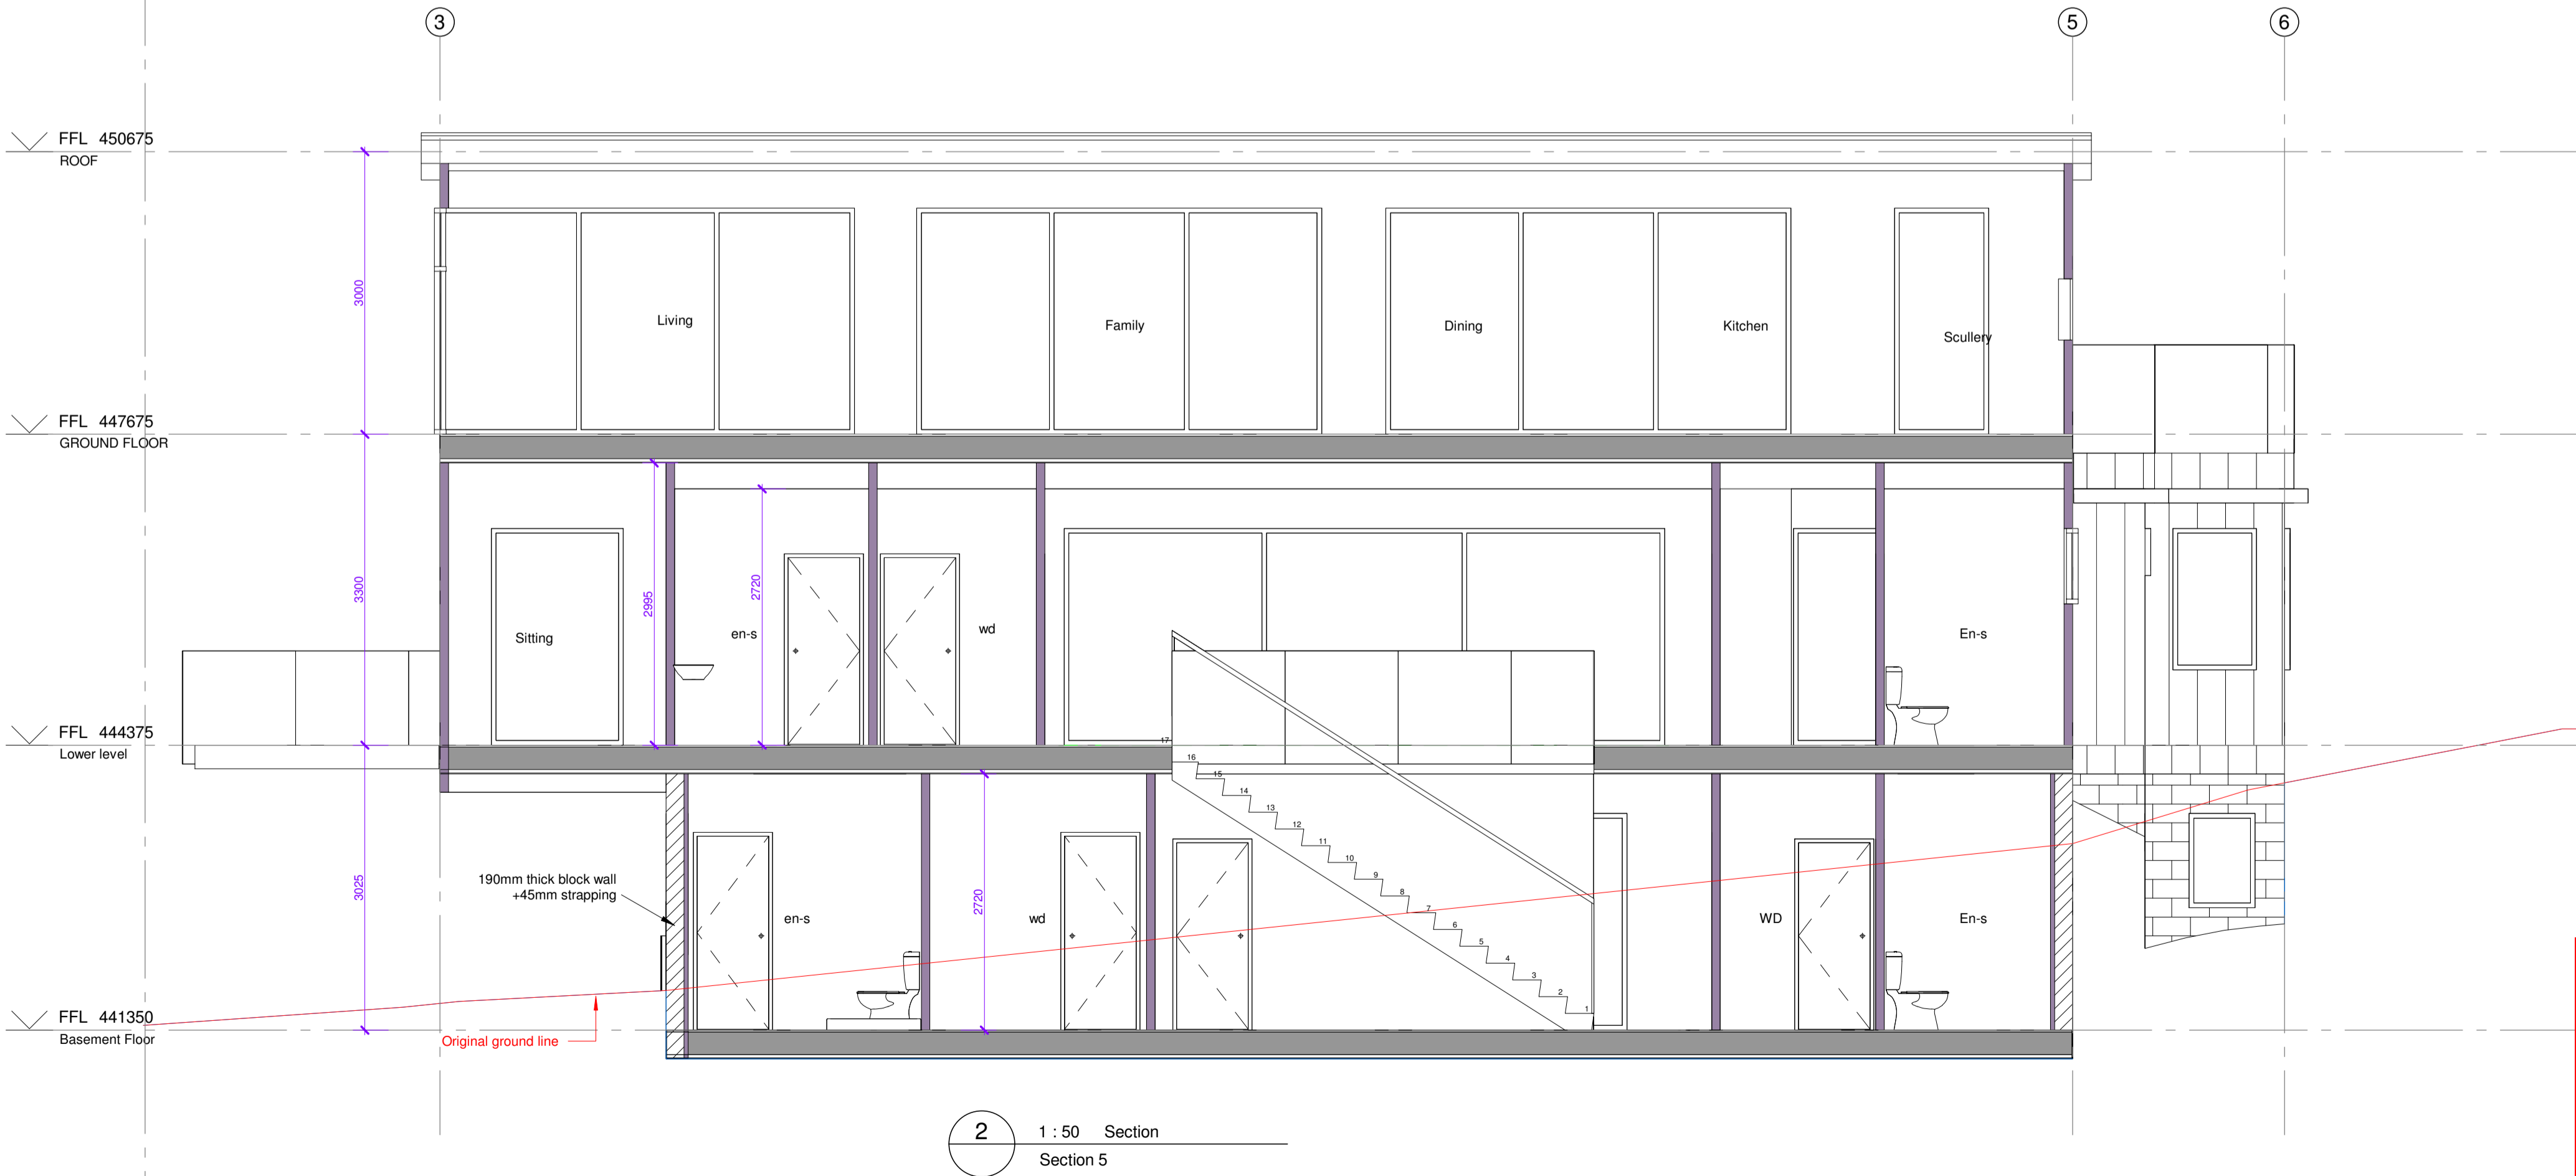 3
5
6
FFL 450675
ROOF
3000
Living
Family
Dining
Kitchen
Scullery
FFL 447675
GROUND FLOOR
3300
2995
2720
Sitting
en-s
wd
En-s
FFL 444375
Lower level
17
16
15
14
13
12
11
10
9
8
7
6
5
4
3
2
1
3025
190mm thick block wall
+45mm strapping
2720
en-s
wd
WD
En-s
FFL 441350
Basement Floor
Original ground line
2
1 : 50 Section
Section 5